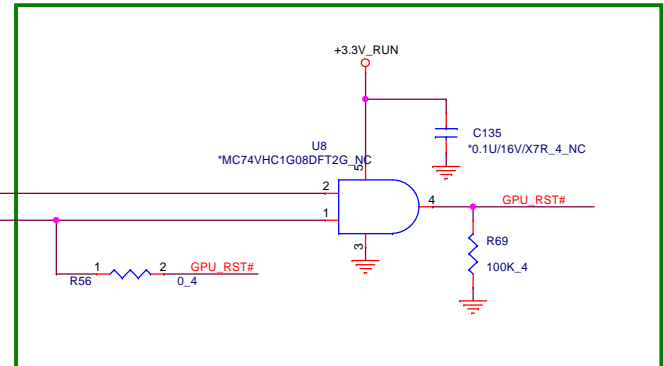 +3.3V_RUN
C135
*0.1U/16V/X7R_4_NC
U8
*MC74VHC1G08DFT2G_NC
5
2
1
4
GPU_RST#
3
R69
100K_4
1
2
GPU_RST#
R56
0_4